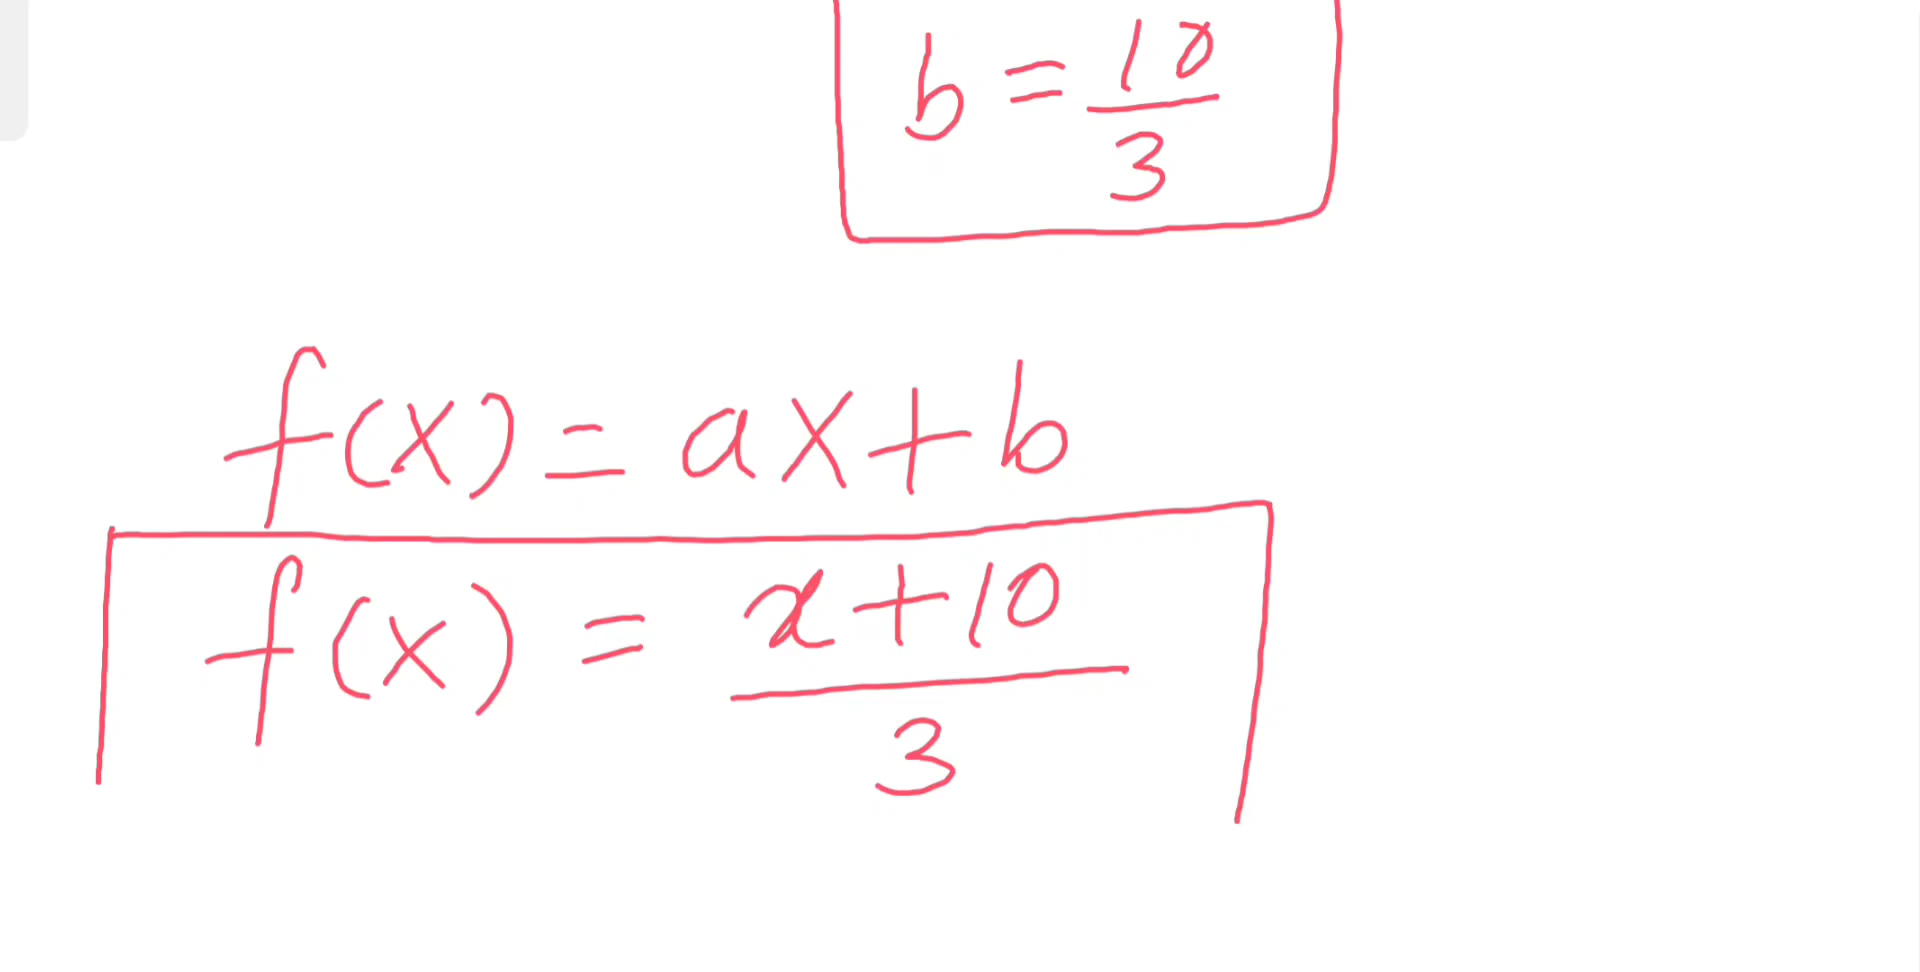 b = 10/3
f(x) = ax+b
f(x) = x+10/3